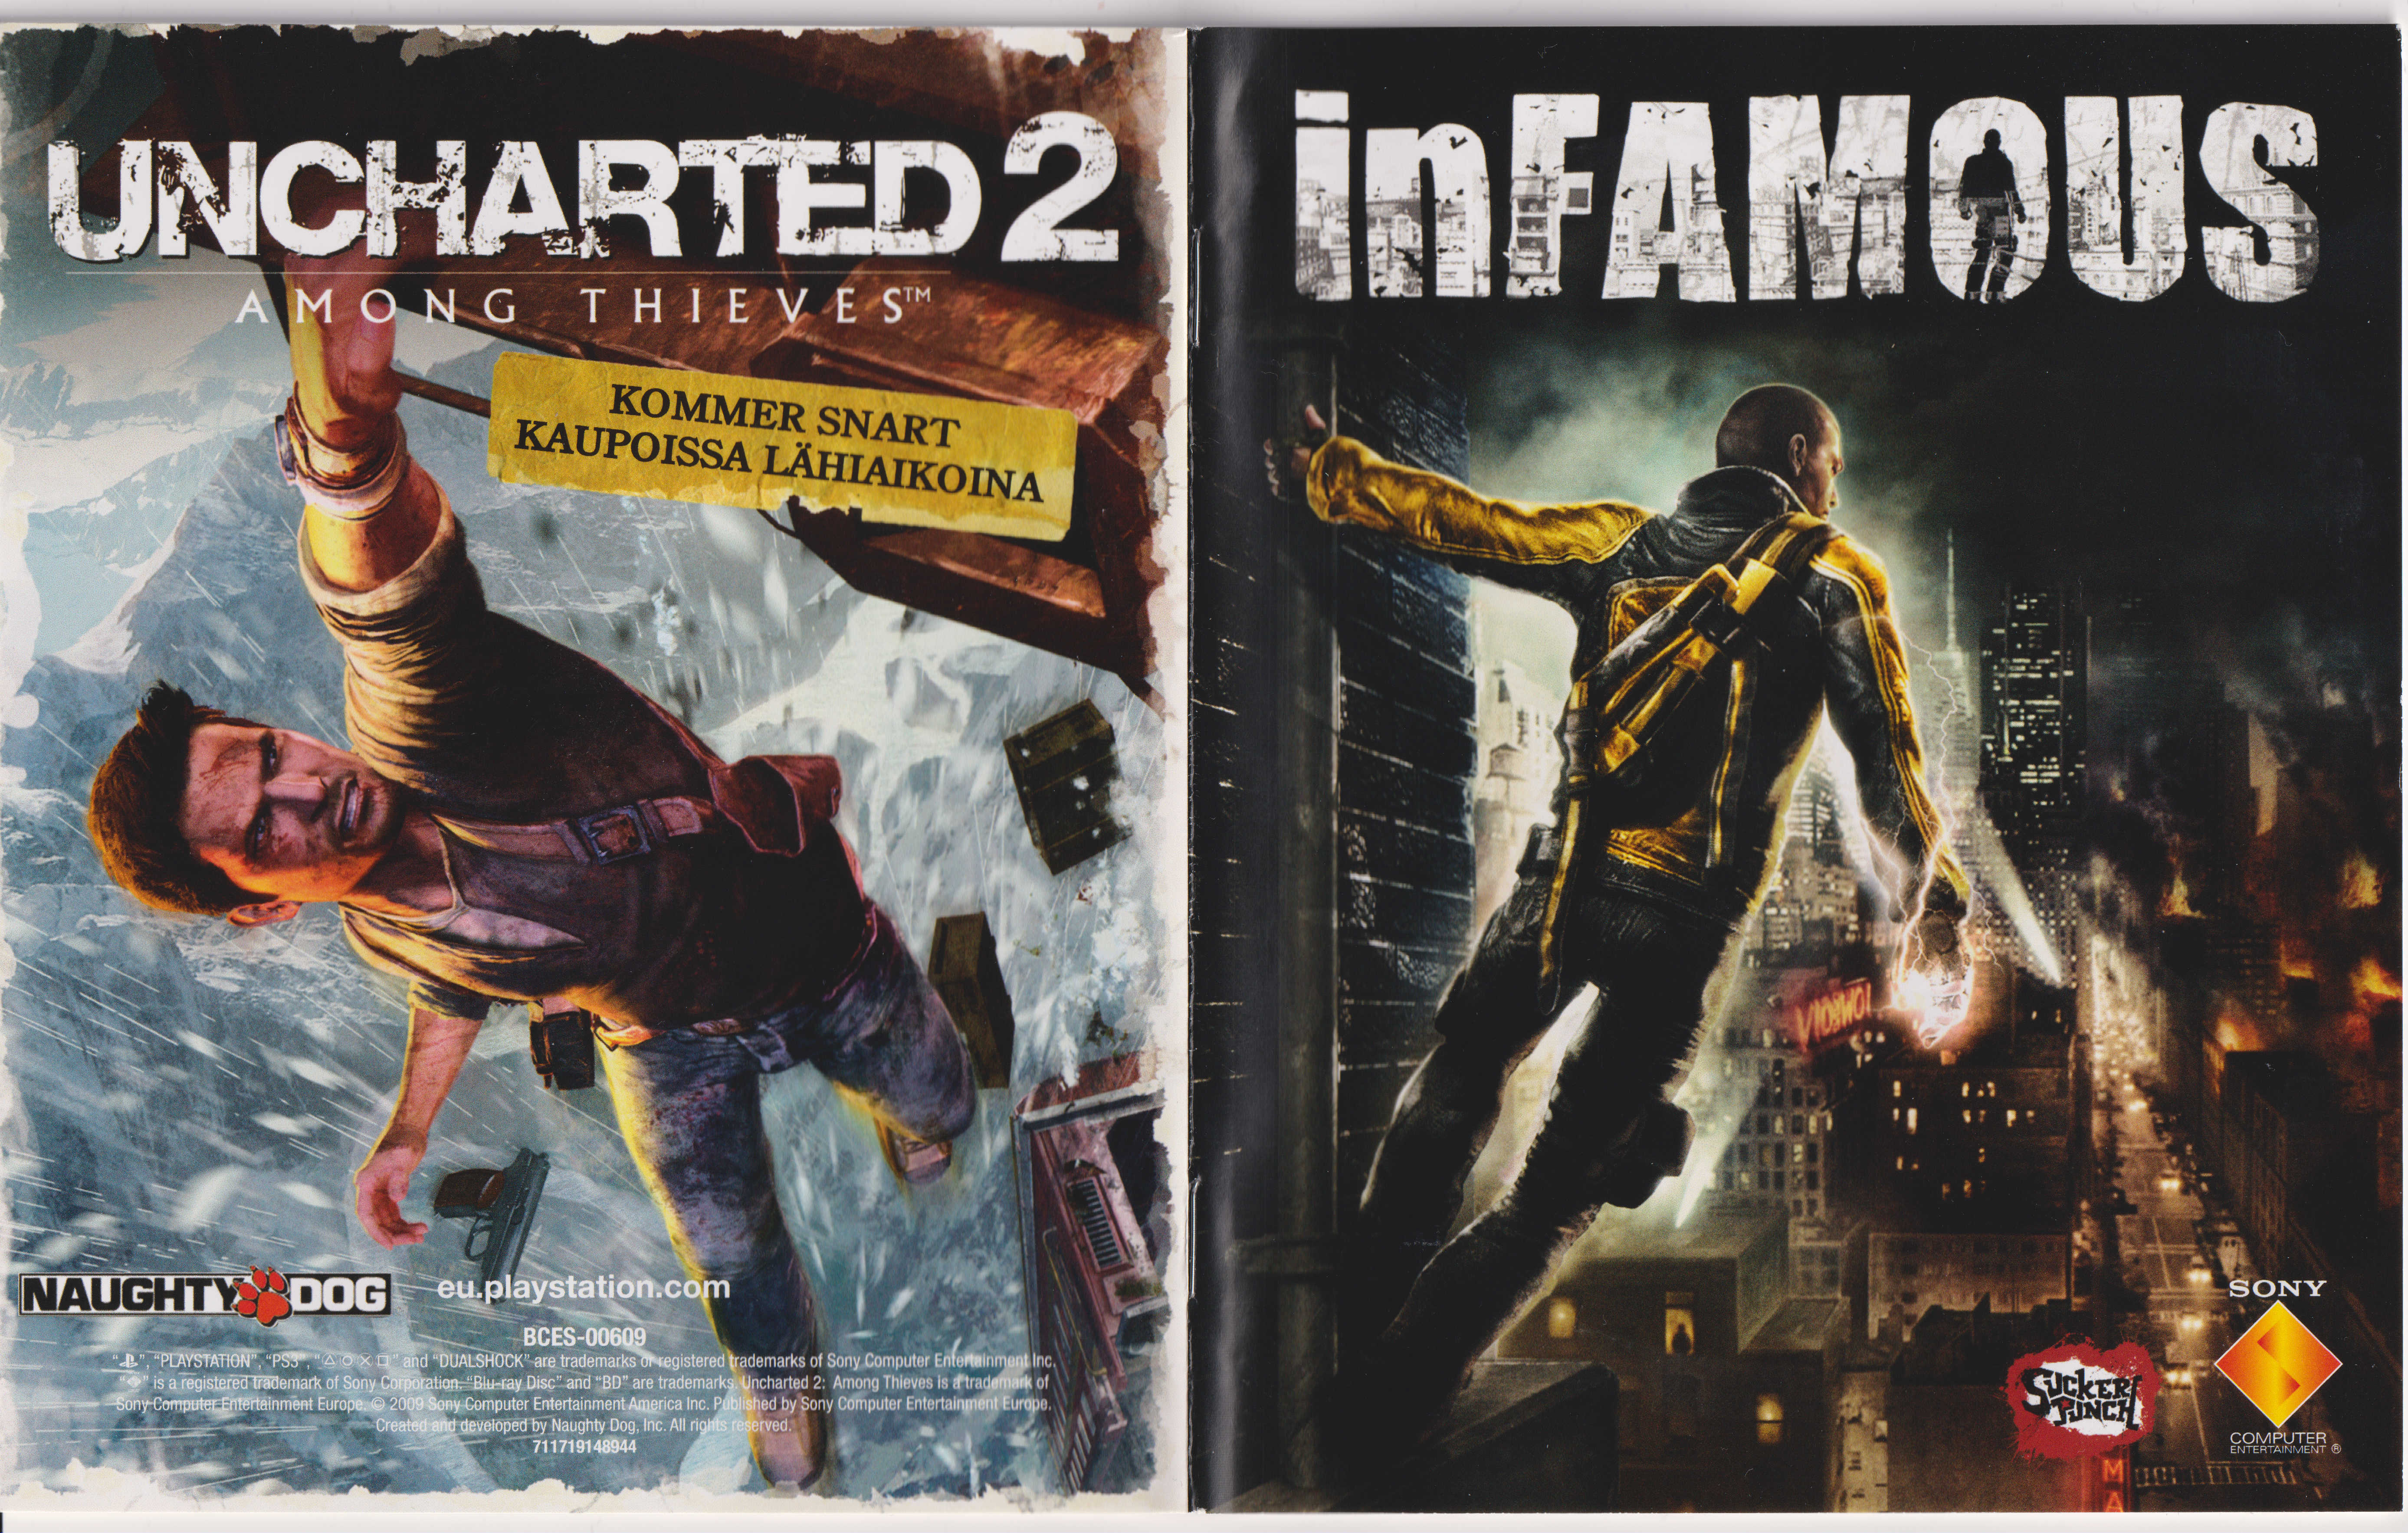 UNCHARTED 2
AMONG THIEVES™
KOMMER SNART
KAUPOISSA LÄHIAIKOINA
NAUGHTY DOG
eu.playstation.com
BCES-00609
“ ”, “PLAYSTATION”, “PS3”, “△○✕□” and “DUALSHOCK” are trademarks or registered trademarks of Sony Computer Entertainment Inc.
“ ” is a registered trademark of Sony Corporation. “Blu-ray Disc” and “BD” are trademarks. Uncharted 2: Among Thieves is a trademark of
Sony Computer Entertainment Europe. © 2009 Sony Computer Entertainment America Inc. Published by Sony Computer Entertainment Europe.
Created and developed by Naughty Dog, Inc. All rights reserved.
711719148944
inFAMOUS
SUCKER PUNCH
SONY
COMPUTER
ENTERTAINMENT ®
MA